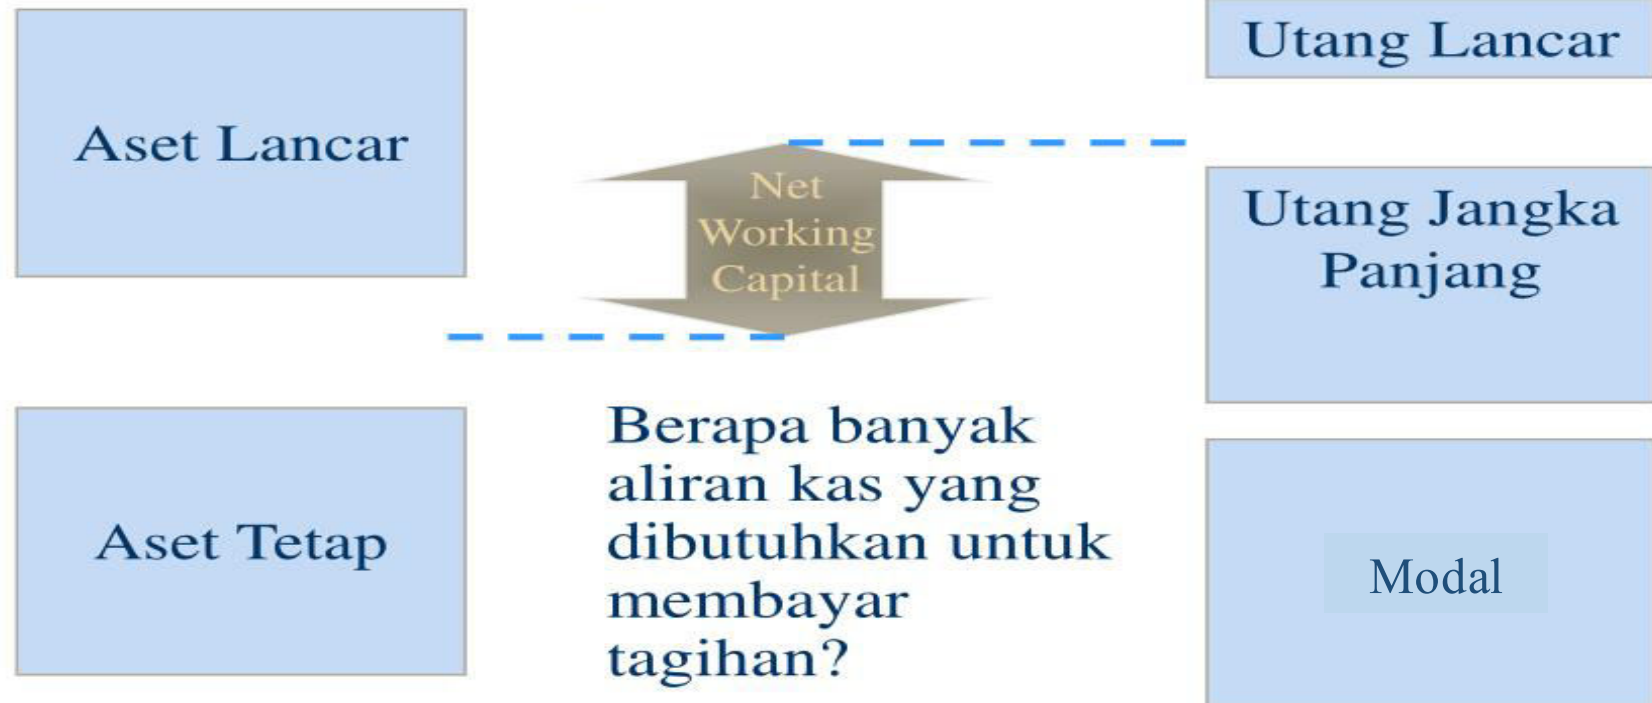 Aset Lancar
Aset Tetap
Net
Working
Capital
Berapa banyak
aliran kas yang
dibutuhkan untuk
membayar
tagihan?
Utang Lancar
Utang Jangka
Panjang
Modal